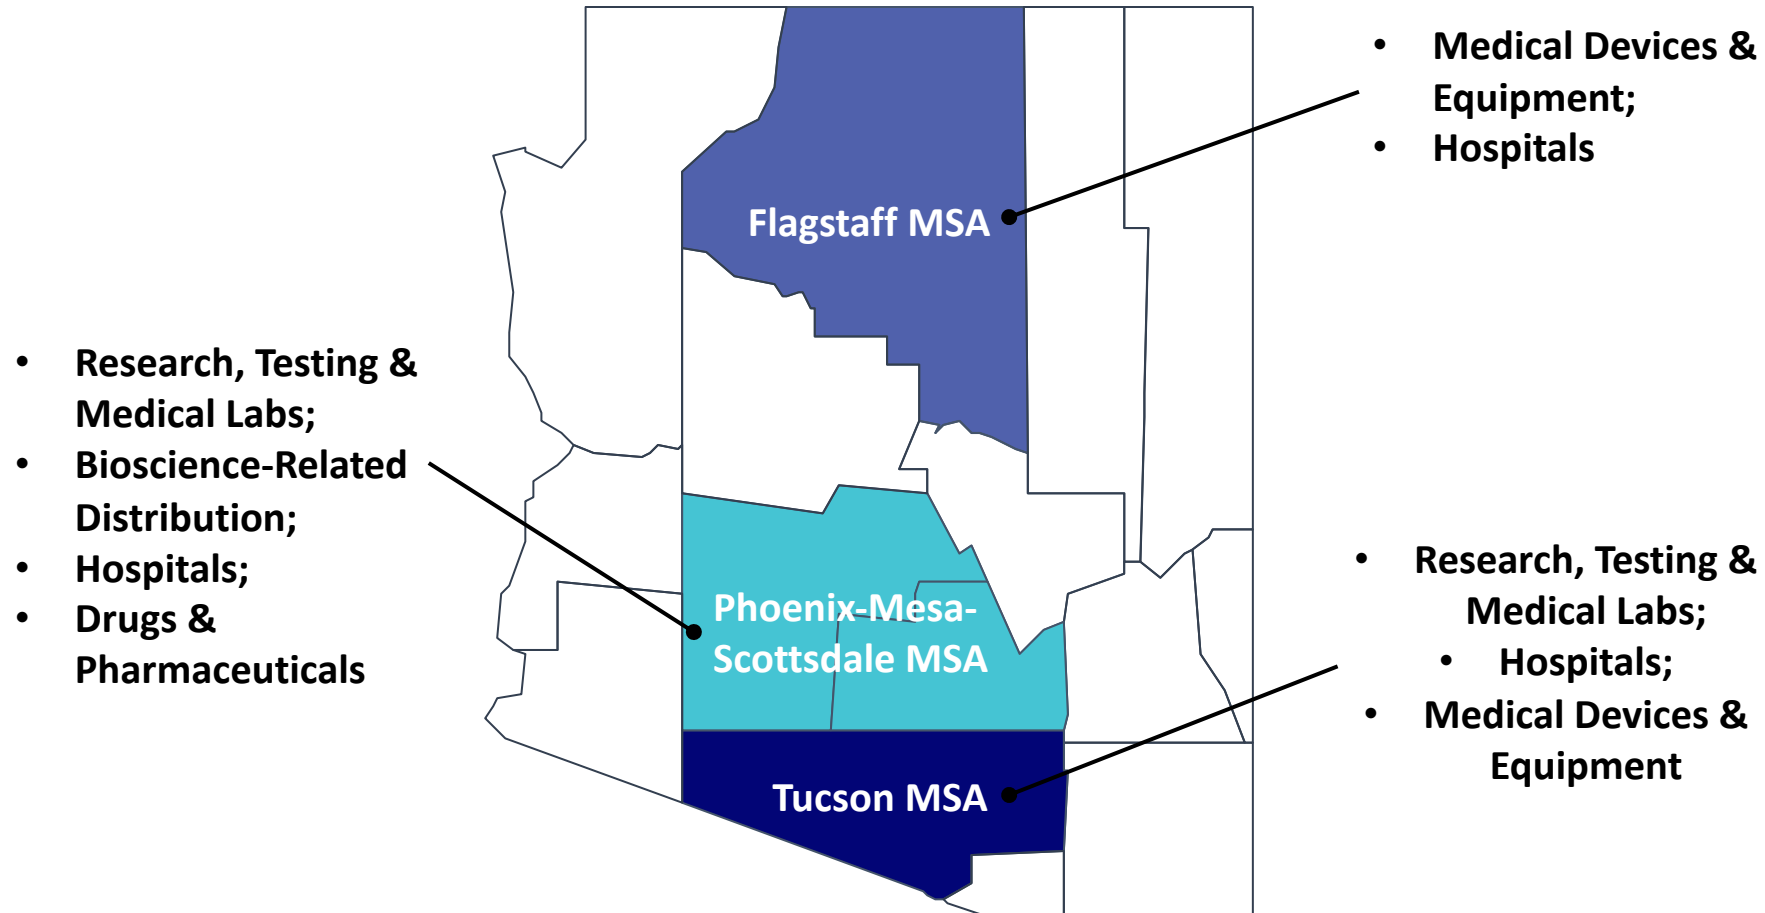 • Medical Devices &
Equipment;
• Hospitals
Flagstaff MSA
• Research, Testing &
Medical Labs;
• Bioscience-Related
Distribution;
• Hospitals;
• Drugs &
Pharmaceuticals
Phoenix-Mesa-
Scottsdale MSA
• Research, Testing &
Medical Labs;
• Hospitals;
• Medical Devices &
Equipment
Tucson MSA